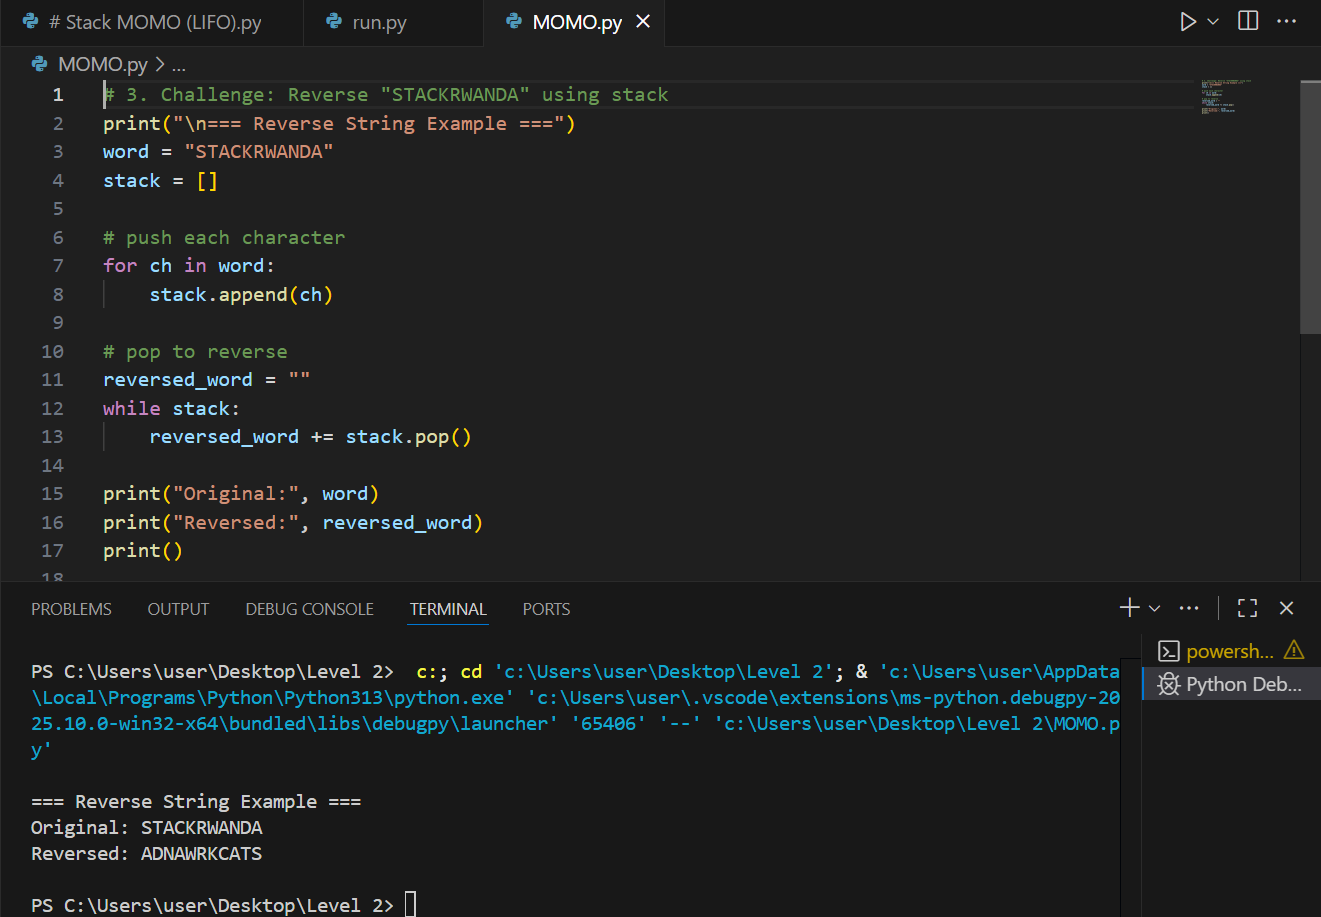 # Stack MOMO (LIFO).py run.py MOMO.py
MOMO.py > ...
1 # 3. Challenge: Reverse "STACKRWANDA" using stack
2 print("\n=== Reverse String Example ===")
3 word = "STACKRWANDA"
4 stack = []
5
6 # push each character
7 for ch in word:
8     stack.append(ch)
9
10 # pop to reverse
11 reversed_word = ""
12 while stack:
13     reversed_word += stack.pop()
14
15 print("Original:", word)
16 print("Reversed:", reversed_word)
17 print()
18
PROBLEMS OUTPUT DEBUG CONSOLE TERMINAL PORTS
powersh...
Python Deb...
PS C:\Users\user\Desktop\Level 2>  c:; cd 'c:\Users\user\Desktop\Level 2'; & 'c:\Users\user\AppData
\Local\Programs\Python\Python313\python.exe' 'c:\Users\user\.vscode\extensions\ms-python.debugpy-20
25.10.0-win32-x64\bundled\libs\debugpy\launcher' '65406' '--' 'c:\Users\user\Desktop\Level 2\MOMO.p
y'
=== Reverse String Example ===
Original: STACKRWANDA
Reversed: ADNAWRKCATS
PS C:\Users\user\Desktop\Level 2>